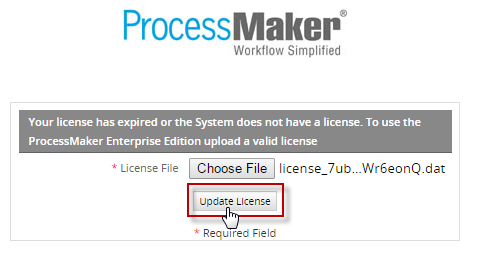 ProcessMaker®
Workflow Simplified
Your license has expired or the System does not have a license. To use the
ProcessMaker Enterprise Edition upload a valid license
* License File Choose File license_7ub...Wr6eonQ.dat
Update License
* Required Field